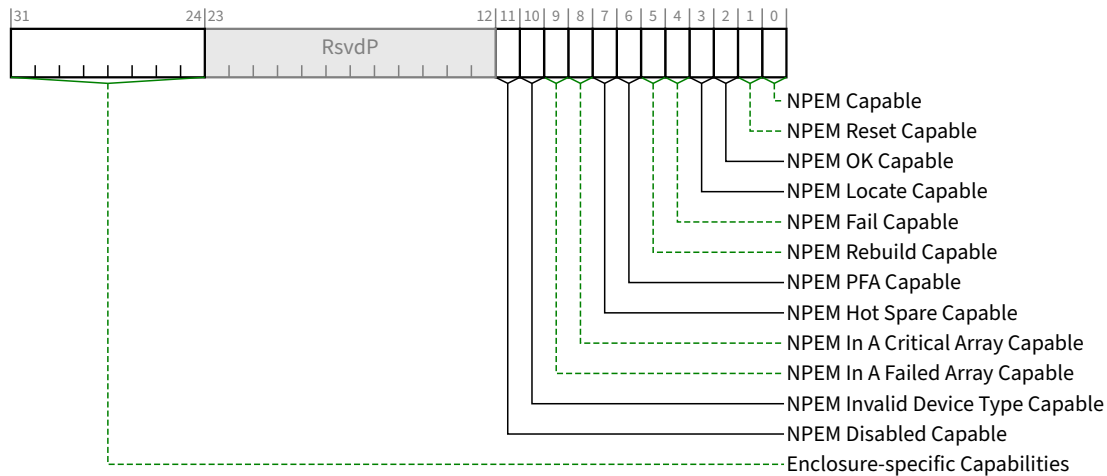 31 24 23 12 11 10 9 8 7 6 5 4 3 2 1 0
RsvdP
NPEM Capable
NPEM Reset Capable
NPEM OK Capable
NPEM Locate Capable
NPEM Fail Capable
NPEM Rebuild Capable
NPEM PFA Capable
NPEM Hot Spare Capable
NPEM In A Critical Array Capable
NPEM In A Failed Array Capable
NPEM Invalid Device Type Capable
NPEM Disabled Capable
Enclosure-specific Capabilities